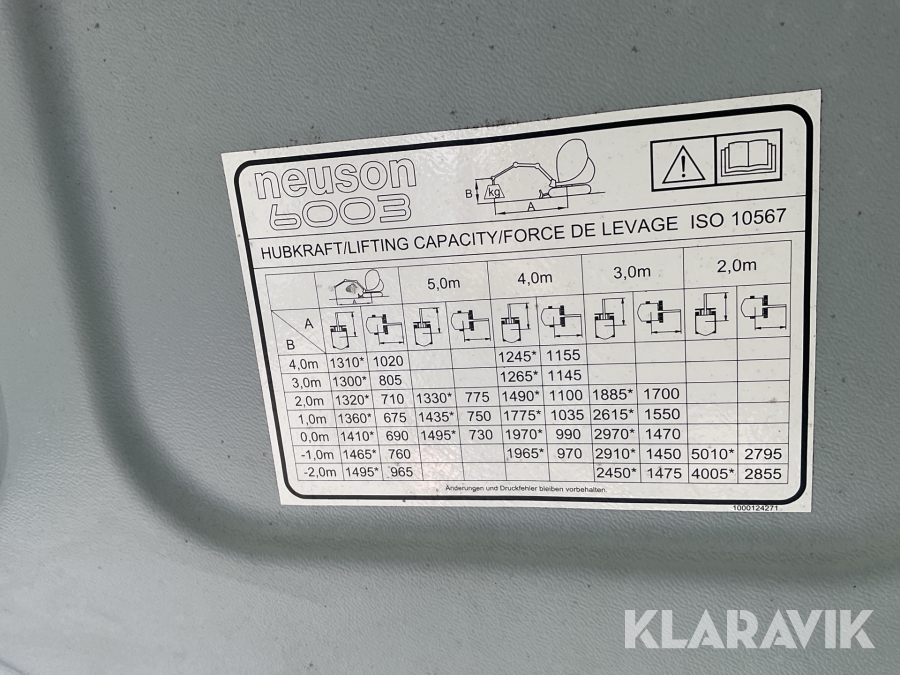 neuson
6003
B
kg
A
HUBKRAFT/LIFTING CAPACITY/FORCE DE LEVAGE ISO 10567
A 5,0m 4,0m 3,0m 2,0m
A
B
4,0m 1310* 1020 1245* 1155
3,0m 1300* 805 1265* 1145
2,0m 1320* 710 1330* 775 1490* 1100 1885* 1700
1,0m 1360* 675 1435* 750 1775* 1035 2615* 1550
0,0m 1410* 690 1495* 730 1970* 990 2970* 1470
-1,0m 1465* 760 1965* 970 2910* 1450 5010* 2795
-2,0m 1495* 965 2450* 1475 4005* 2855
Änderungen und Druckfehler bleiben vorbehalten.
1000124271
KLARAVIK